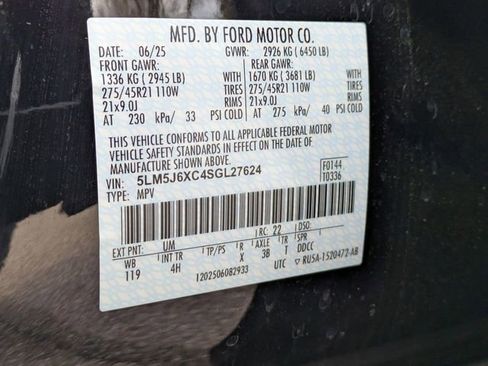 MFD. BY FORD MOTOR CO.
DATE: 06/25 GVWR: 2926 KG ( 6450 LB)
FRONT GAWR: REAR GAWR:
1336 KG ( 2945 LB) 1670 KG ( 3681 LB)
275/45R21 110W TIRES 275/45R21 110W TIRES
21x9.0J RIMS 21x9.0J RIMS
AT 230 kPa/ 33 PSI COLD AT 275 kPa/ 40 PSI COLD
THIS VEHICLE CONFORMS TO ALL APPLICABLE FEDERAL MOTOR
VEHICLE SAFETY STANDARDS IN EFFECT ON THE DATE OF
MANUFACTURE SHOWN ABOVE.
VIN: 5LM5J6XC4SGL27624 F0144
TYPE: MPV T0336
EXT PNT: UM RC: 22 DSO:
WB INT TR TP/PS R AXLE TR SPR
119 4H X 3B T DDCC
1202506082933 UTC RU5A-1520472-AB